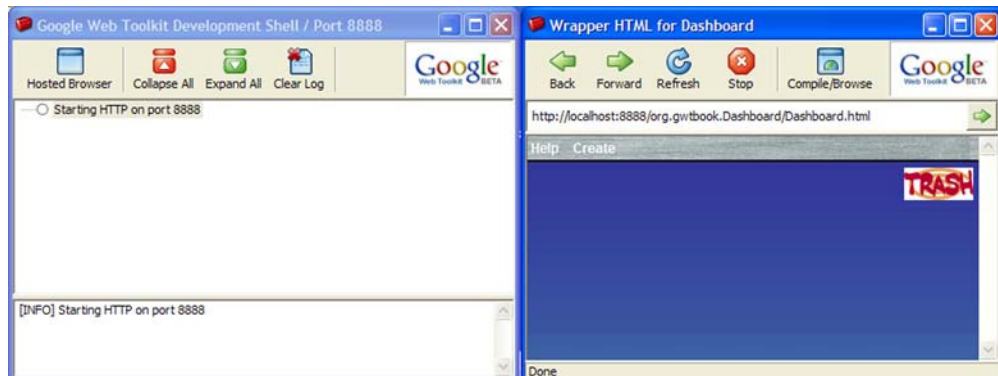 Google Web Toolkit Development Shell / Port 8888
Hosted Browser Collapse All Expand All Clear Log
Google
Web Toolkit BETA
Starting HTTP on port 8888
[INFO] Starting HTTP on port 8888
Wrapper HTML for Dashboard
Back Forward Refresh Stop Compile/Browse
Google
Web Toolkit BETA
http://localhost:8888/org.gwtbook.Dashboard/Dashboard.html
Help Create
TRASH
Done